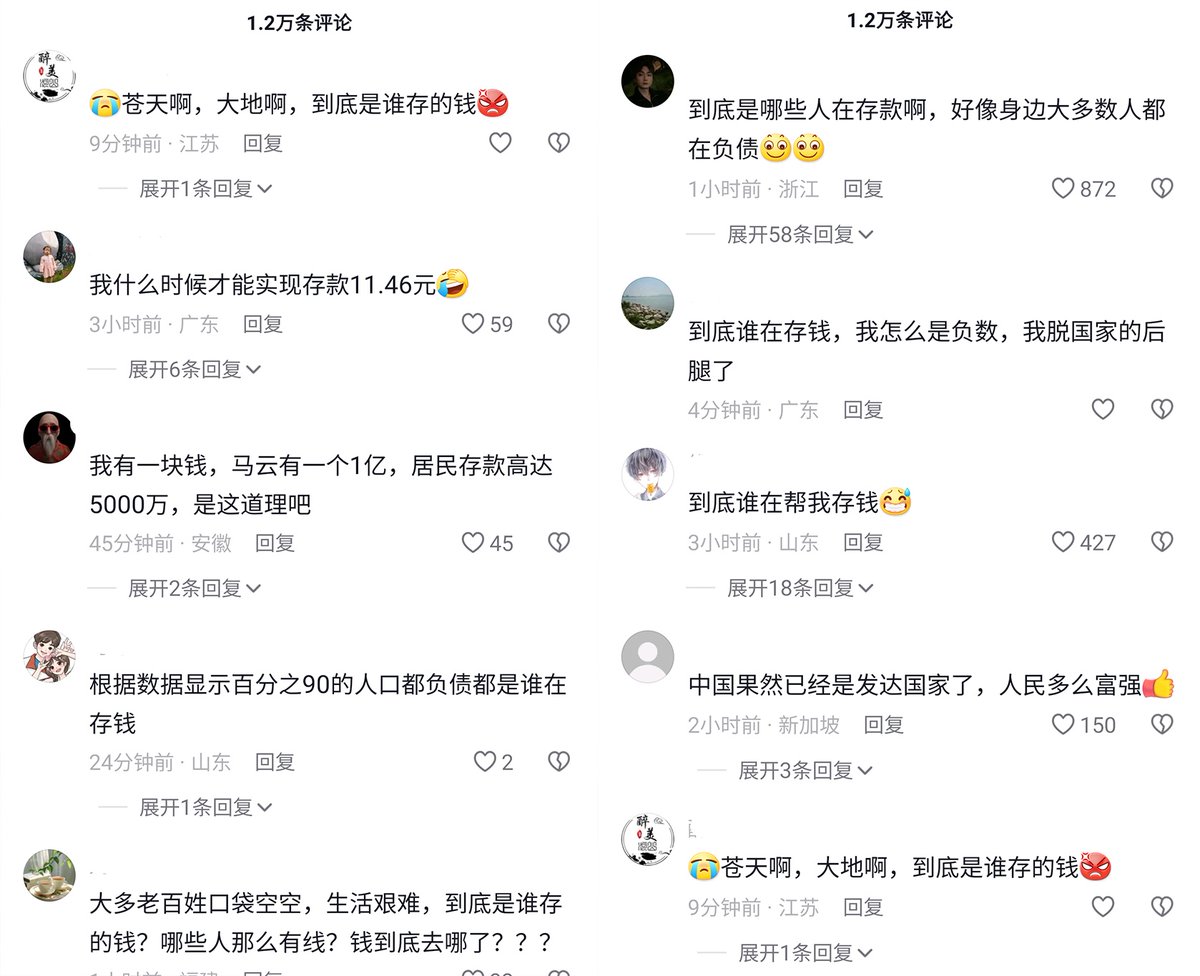 1.2万条评论
醉美
苍天啊，大地啊，到底是谁存的钱
9分钟前 · 江苏 回复
展开1条回复
我什么时候才能实现存款11.46元
3小时前 · 广东 回复 59
展开6条回复
我有一块钱，马云有一个1亿，居民存款高达
5000万，是这道理吧
45分钟前 · 安徽 回复 45
展开2条回复
根据数据显示百分之90的人口都负债都是谁在
存钱
24分钟前 · 山东 回复 2
展开1条回复
大多老百姓口袋空空，生活艰难，到底是谁存
的钱？哪些人那么有线？钱到底去哪了？？？
1.2万条评论
到底是哪些人在存款啊，好像身边大多数人都
在负债
1小时前 · 浙江 回复 872
展开58条回复
到底谁在存钱，我怎么是负数，我脱国家的后
腿了
4分钟前 · 广东 回复
到底谁在帮我存钱
3小时前 · 山东 回复 427
展开18条回复
中国果然已经是发达国家了，人民多么富强
2小时前 · 新加坡 回复 150
展开3条回复
醉美
苍天啊，大地啊，到底是谁存的钱
9分钟前 · 江苏 回复
展开1条回复